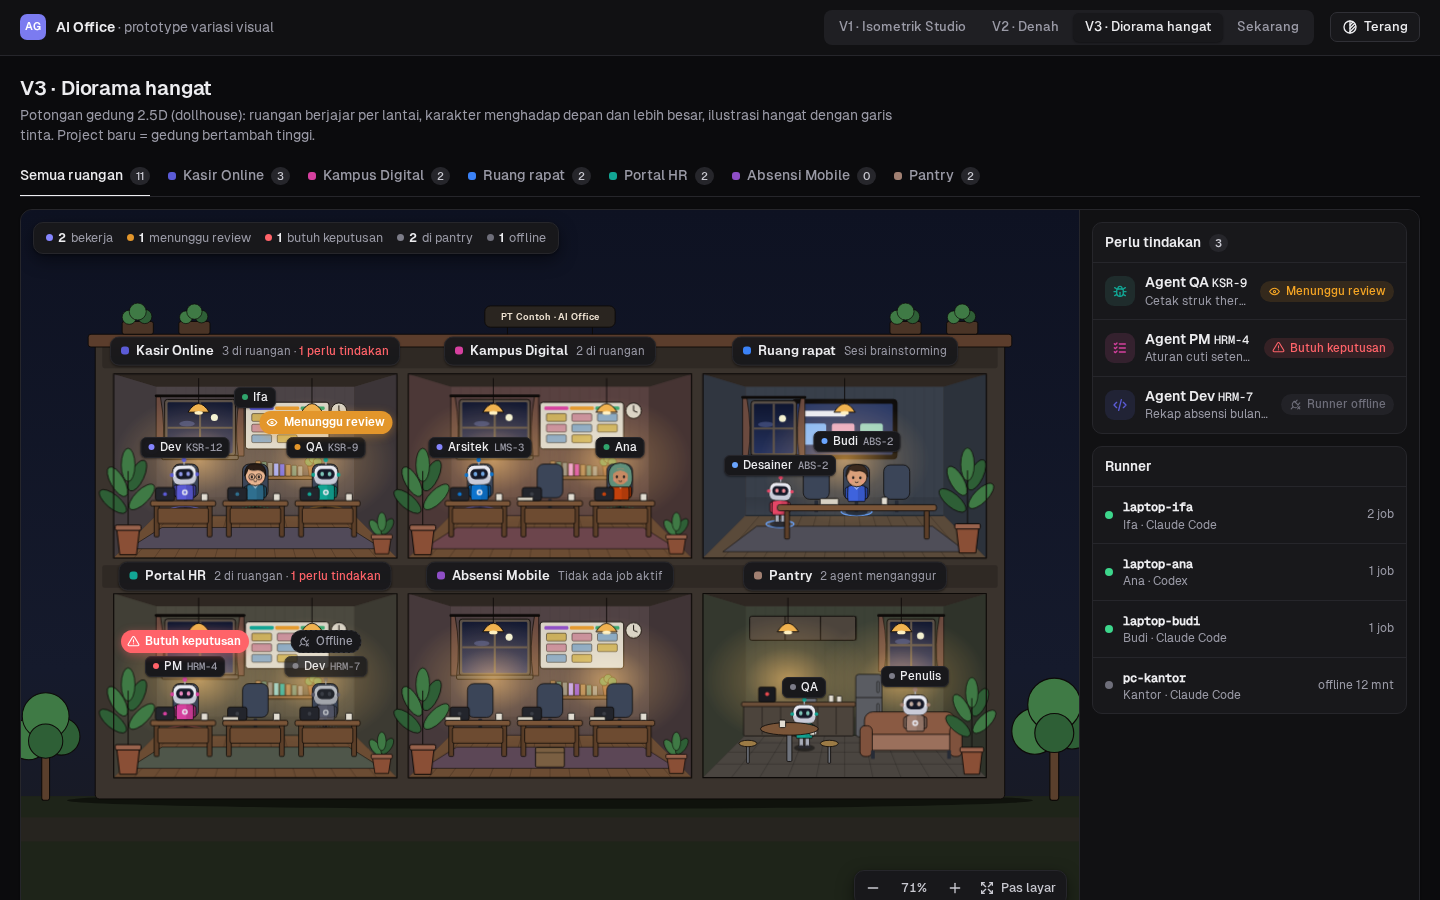 AG AI Office · prototype variasi visual
V1 · Isometrik Studio V2 · Denah V3 · Diorama hangat Sekarang Terang
V3 · Diorama hangat
Potongan gedung 2.5D (dollhouse): ruangan berjajar per lantai, karakter menghadap depan dan lebih besar, ilustrasi hangat dengan garis
tinta. Project baru = gedung bertambah tinggi.
Semua ruangan 11 Kasir Online 3 Kampus Digital 2 Ruang rapat 2 Portal HR 2 Absensi Mobile 0 Pantry 2
2 bekerja 1 menunggu review 1 butuh keputusan 2 di pantry 1 offline
PT Contoh · AI Office
Kasir Online 3 di ruangan · 1 perlu tindakan
Kampus Digital 2 di ruangan
Ruang rapat Sesi brainstorming
Ifa
Menunggu review
Dev KSR-12
QA KSR-9
Arsitek LMS-3
Ana
Budi ABS-2
Desainer ABS-2
Portal HR 2 di ruangan · 1 perlu tindakan
Absensi Mobile Tidak ada job aktif
Pantry 2 agent menganggur
Butuh keputusan
Offline
PM HRM-4
Dev HRM-7
QA
Penulis
71% Pas layar
Perlu tindakan 3
Agent QA KSR-9
Cetak struk ther...
Menunggu review
Agent PM HRM-4
Aturan cuti seten...
Butuh keputusan
Agent Dev HRM-7
Rekap absensi bulan...
Runner offline
Runner
laptop-ifa
Ifa · Claude Code
2 job
laptop-ana
Ana · Codex
1 job
laptop-budi
Budi · Claude Code
1 job
pc-kantor
Kantor · Claude Code
offline 12 mnt